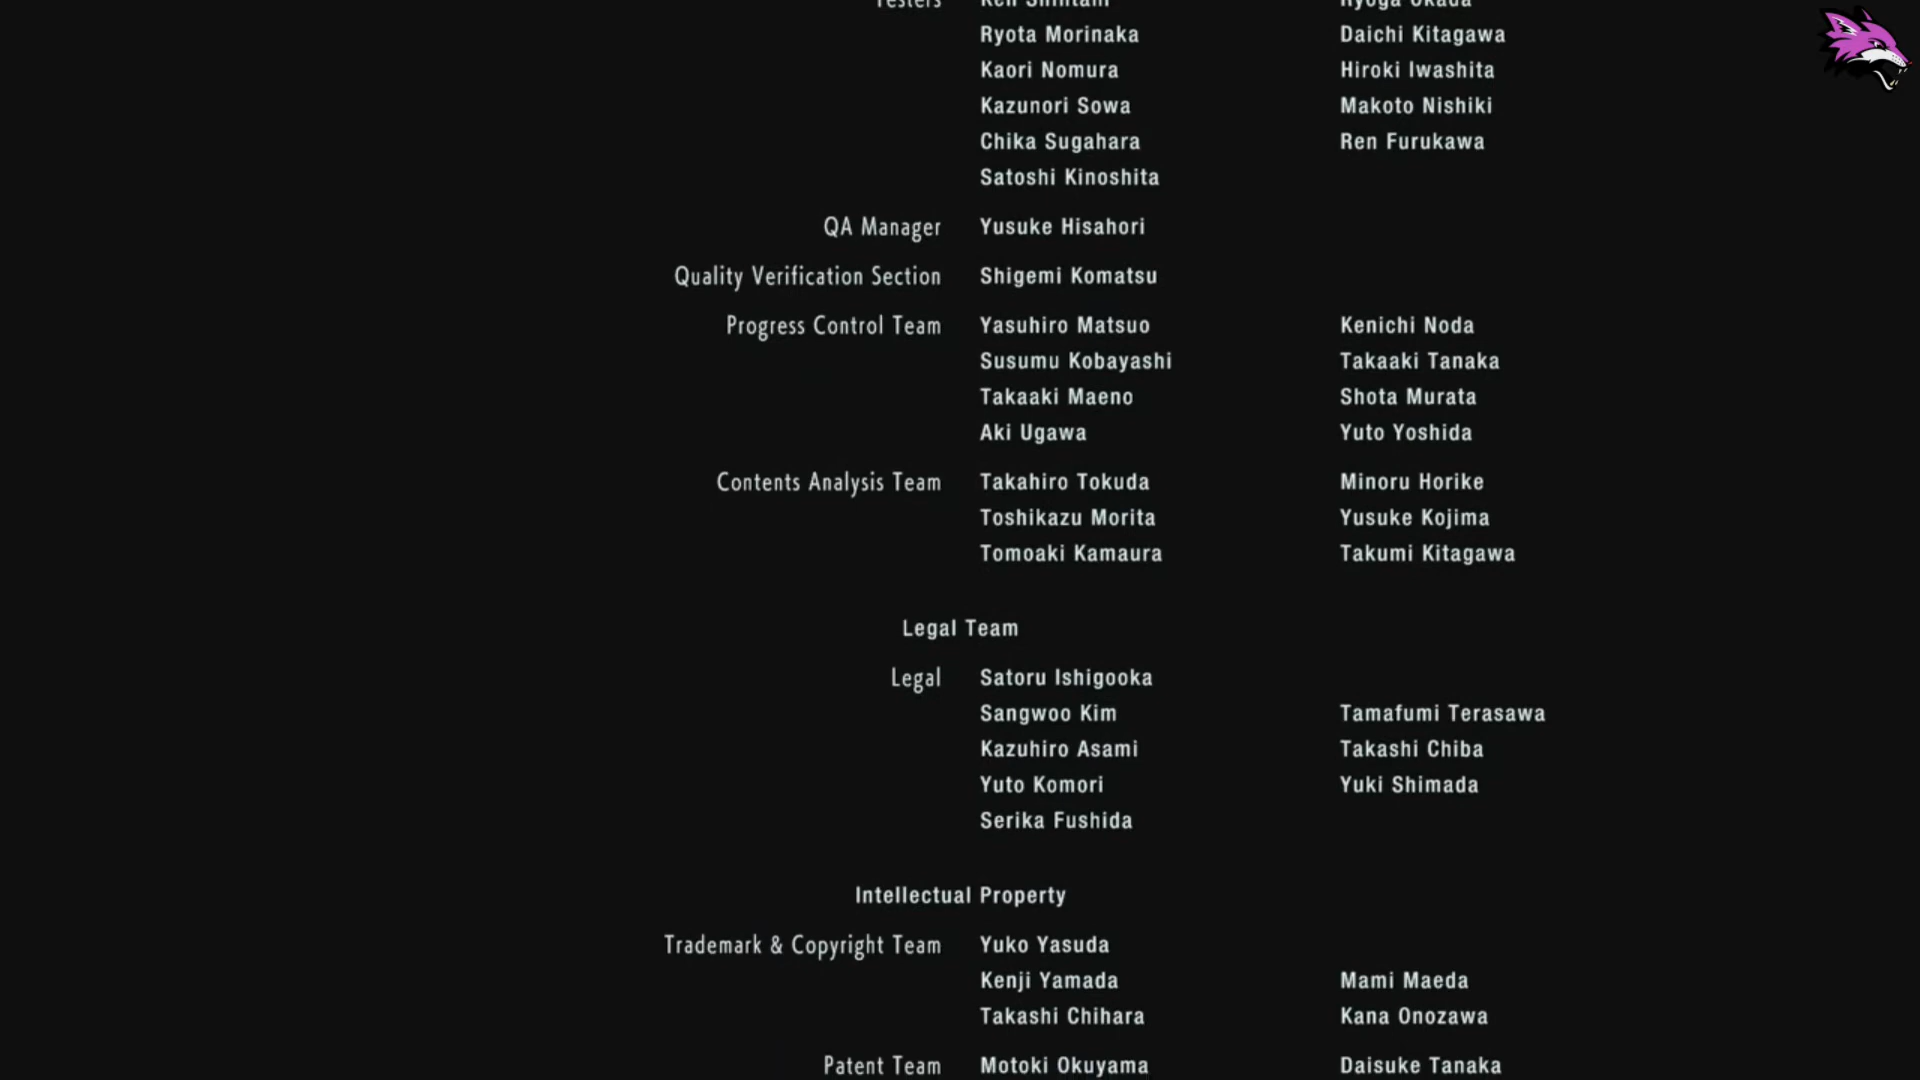 Testers Ken Shintani Ryoga Okada
Ryota Morinaka Daichi Kitagawa
Kaori Nomura Hiroki Iwashita
Kazunori Sowa Makoto Nishiki
Chika Sugahara Ren Furukawa
Satoshi Kinoshita
QA Manager Yusuke Hisahori
Quality Verification Section Shigemi Komatsu
Progress Control Team Yasuhiro Matsuo Kenichi Noda
Susumu Kobayashi Takaaki Tanaka
Takaaki Maeno Shota Murata
Aki Ugawa Yuto Yoshida
Contents Analysis Team Takahiro Tokuda Minoru Horike
Toshikazu Morita Yusuke Kojima
Tomoaki Kamaura Takumi Kitagawa
Legal Team
Legal Satoru Ishigooka
Sangwoo Kim Tamafumi Terasawa
Kazuhiro Asami Takashi Chiba
Yuto Komori Yuki Shimada
Serika Fushida
Intellectual Property
Trademark & Copyright Team Yuko Yasuda
Kenji Yamada Mami Maeda
Takashi Chihara Kana Onozawa
Patent Team Motoki Okuyama Daisuke Tanaka